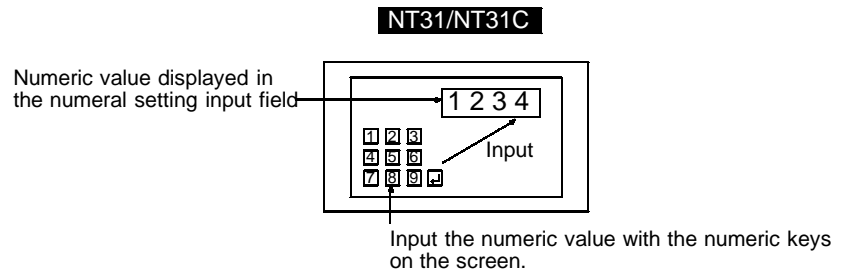 NT31/NT31C
Numeric value displayed in
the numeral setting input field
1 2 3 4
1 2 3
4 5 6
7 8 9 ↵
Input
Input the numeric value with the numeric keys
on the screen.